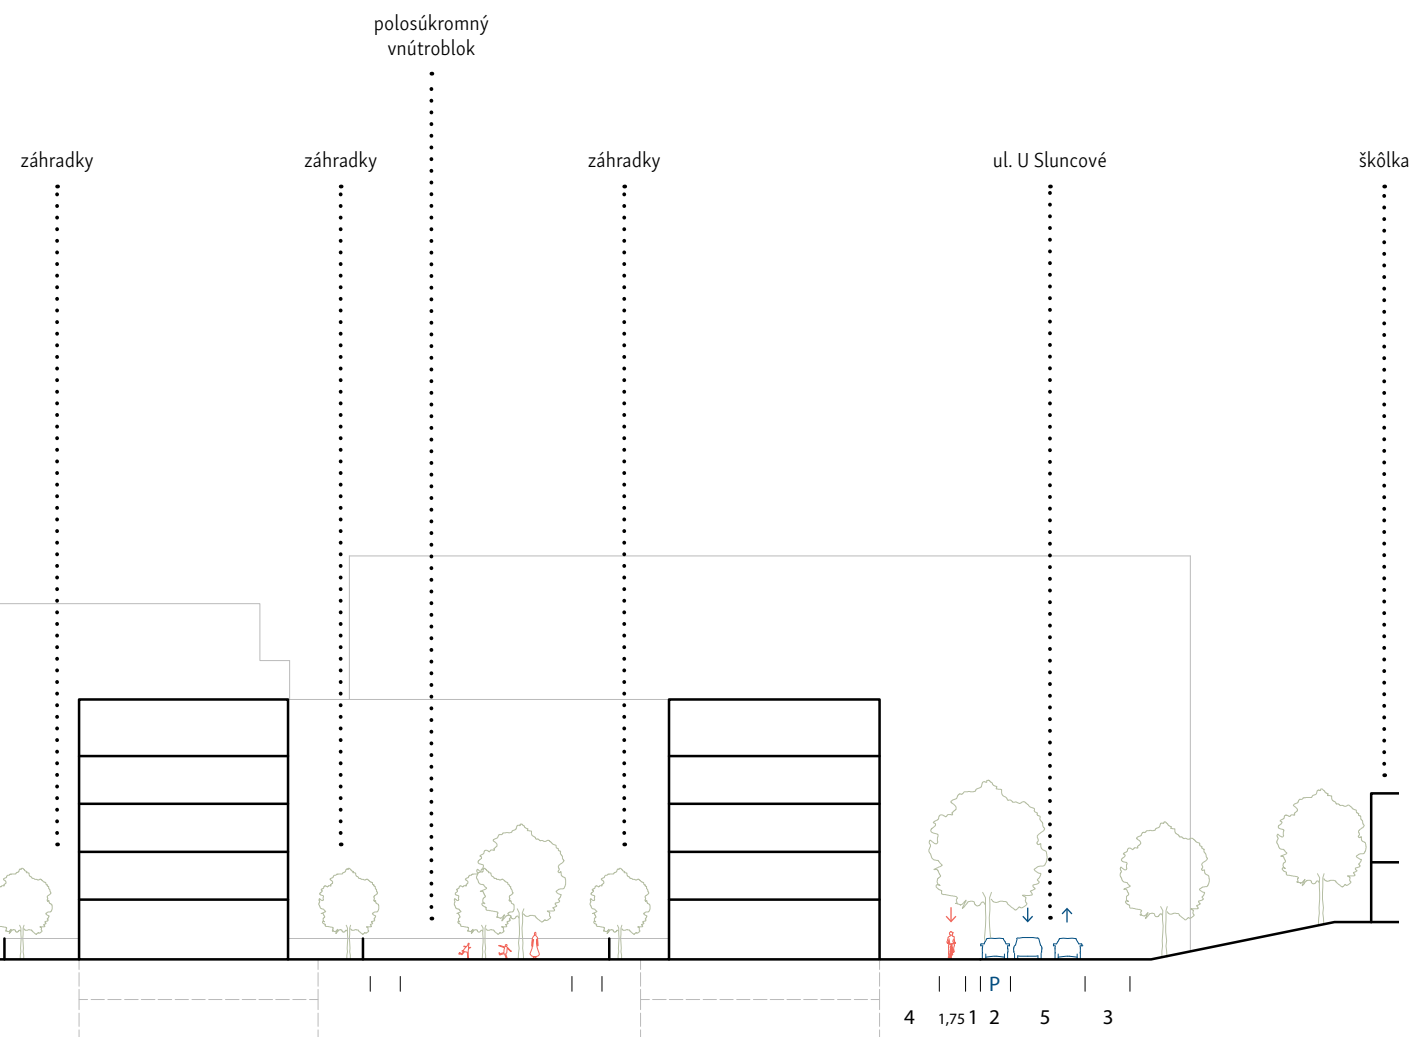 polosúkromný
vnútroblok
záhradky
záhradky
záhradky
ul. U Sluncové
škôlka
P
4 1,75 1 2 5 3